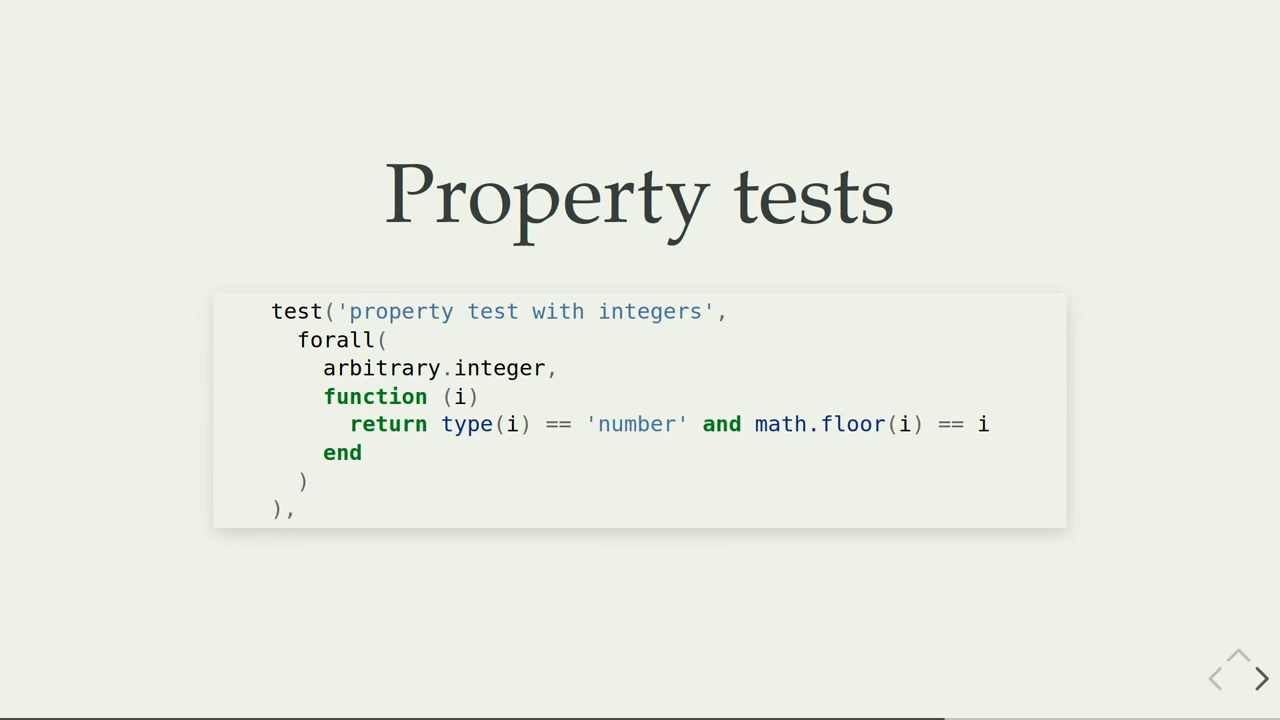 Property tests
test('property test with integers',
forall(
arbitrary.integer,
function (i)
return type(i) == 'number' and math.floor(i) == i
end
)
),